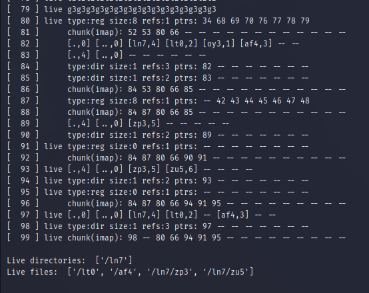 [ 79 ] live g3g3g3g3g3g3g3g3g3g3g3g3g3g3g3g3g3g3g3g3
[ 80 ] live type:reg size:8 refs:1 ptrs: 34 68 69 70 76 77 78 79
[ 81 ] chunk(imap): 52 53 80 66 -- -- -- -- -- -- -- -- -- -- -- --
[ 82 ] [.,0] [..,0] [ln7,4] [lt0,2] [oy3,1] [af4,3] -- --
[ 83 ] [.,4] [..,0] -- -- -- -- -- --
[ 84 ] type:dir size:1 refs:3 ptrs: 82 -- -- -- -- -- -- --
[ 85 ] type:dir size:1 refs:2 ptrs: 83 -- -- -- -- -- -- --
[ 86 ] chunk(imap): 84 53 80 66 85 -- -- -- -- -- -- -- -- -- -- --
[ 87 ] type:reg size:8 refs:1 ptrs: -- 42 43 44 45 46 47 48
[ 88 ] chunk(imap): 84 87 80 66 85 -- -- -- -- -- -- -- -- -- -- --
[ 89 ] [.,4] [..,0] [zp3,5] -- -- -- -- --
[ 90 ] type:dir size:1 refs:2 ptrs: 89 -- -- -- -- -- -- --
[ 91 ] live type:reg size:0 refs:1 ptrs: -- -- -- -- -- -- -- --
[ 92 ] chunk(imap): 84 87 80 66 90 91 -- -- -- -- -- -- -- -- -- --
[ 93 ] live [.,4] [..,0] [zp3,5] [zu5,6] -- -- -- --
[ 94 ] live type:dir size:1 refs:2 ptrs: 93 -- -- -- -- -- -- --
[ 95 ] live type:reg size:0 refs:1 ptrs: -- -- -- -- -- -- -- --
[ 96 ] chunk(imap): 84 87 80 66 94 91 95 -- -- -- -- -- -- -- -- --
[ 97 ] live [.,0] [..,0] [ln7,4] [lt0,2] -- [af4,3] -- --
[ 98 ] live type:dir size:1 refs:3 ptrs: 97 -- -- -- -- -- -- --
[ 99 ] live chunk(imap): 98 -- 80 66 94 91 95 -- -- -- -- -- -- -- -- --
Live directories: ['/ln7']
Live files: ['/lt0', '/af4', '/ln7/zp3', '/ln7/zu5']